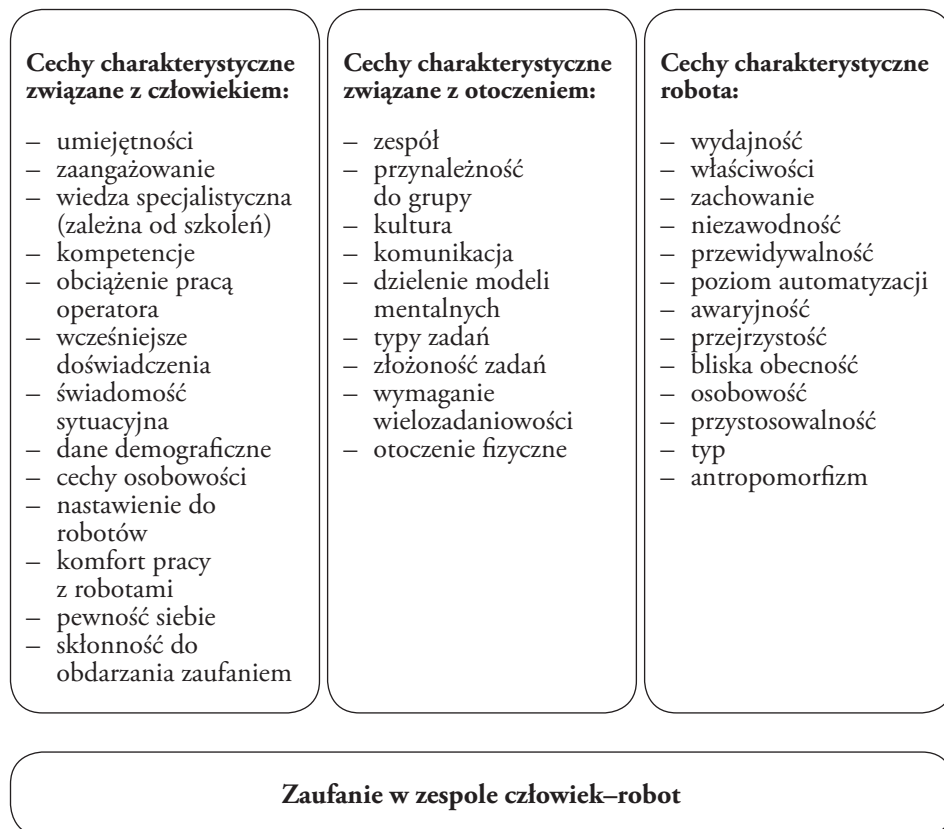 Cechy charakterystyczne
związane z człowiekiem:
– umiejętności
– zaangażowanie
– wiedza specjalistyczna
(zależna od szkoleń)
– kompetencje
– obciążenie pracą
operatora
– wcześniejsze
doświadczenia
– świadomość
sytuacyjna
– dane demograficzne
– cechy osobowości
– nastawienie do
robotów
– komfort pracy
z robotami
– pewność siebie
– skłonność do
obdarzania zaufaniem
Cechy charakterystyczne
związane z otoczeniem:
– zespół
– przynależność
do grupy
– kultura
– komunikacja
– dzielenie modeli
mentalnych
– typy zadań
– złożoność zadań
– wymaganie
wielozadaniowości
– otoczenie fizyczne
Cechy charakterystyczne
robota:
– wydajność
– właściwości
– zachowanie
– niezawodność
– przewidywalność
– poziom automatyzacji
– awaryjność
– przejrzystość
– bliska obecność
– osobowość
– przystosowalność
– typ
– antropomorfizm
Zaufanie w zespole człowiek–robot